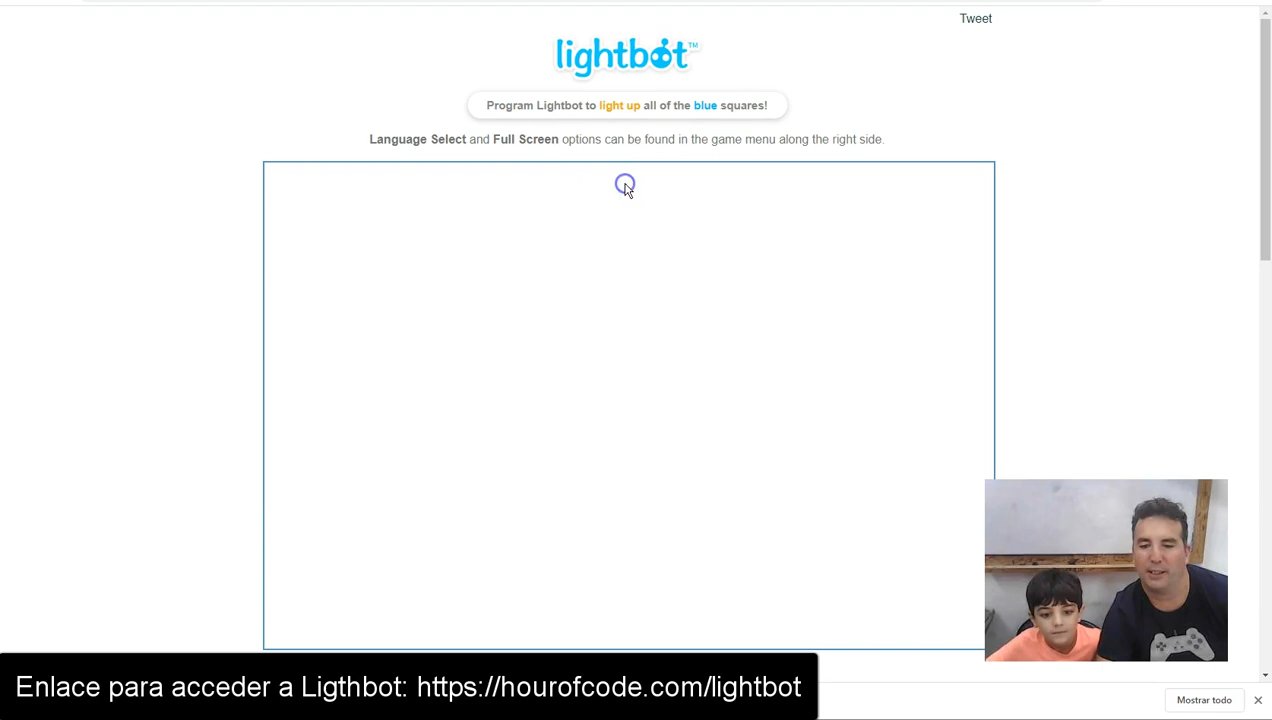 Tweet
lightbot™
Program Lightbot to light up all of the blue squares!
Language Select and Full Screen options can be found in the game menu along the right side.
Enlace para acceder a Ligthbot: https://hourofcode.com/lightbot
Mostrar todo